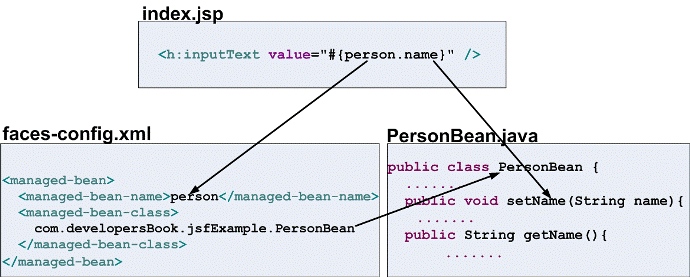 index.jsp
<h:inputText value="#{person.name}" />
faces-config.xml
<managed-bean>
<managed-bean-name>person</managed-bean-name>
<managed-bean-class>
com.developersBook.jsfExample.PersonBean
</managed-bean-class>
</managed-bean>
PersonBean.java
public class PersonBean {
......
public void setName(String name){
.......
public String getName(){
.......